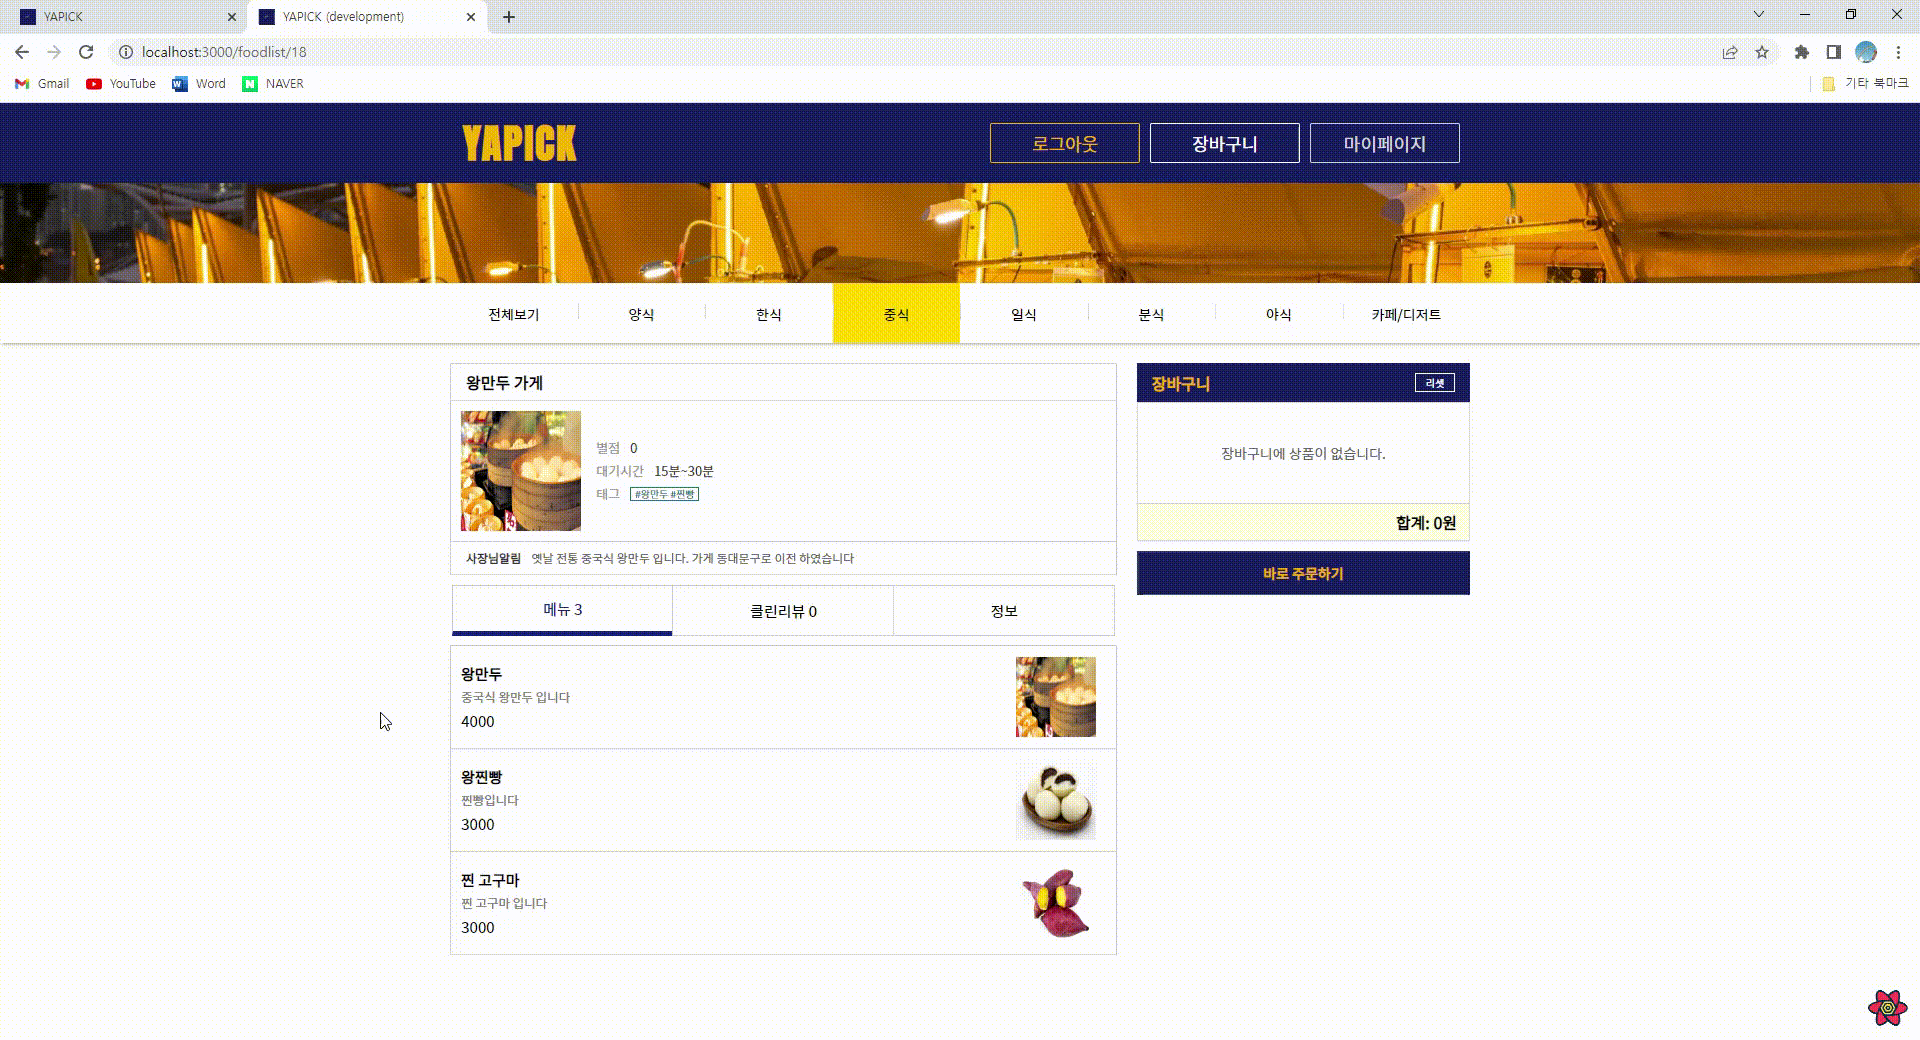 YAPICK
YAPICK (development)
localhost:3000/foodlist/18
Gmail
YouTube
Word
NAVER
기타 북마크
YAPICK
로그아웃
장바구니
마이페이지
전체보기
양식
한식
중식
일식
분식
야식
카페/디저트
왕만두 가게
별점 0
대기시간 15분~30분
태그 #왕만두 #찐빵
사장님알림 옛날 전통 중국식 왕만두 입니다. 가게 동대문구로 이전 하였습니다
메뉴 3
클린리뷰 0
정보
왕만두
중국식 왕만두 입니다
4000
왕찐빵
찐빵입니다
3000
찐 고구마
찐 고구마 입니다
3000
장바구니
리셋
장바구니에 상품이 없습니다.
합계: 0원
바로 주문하기